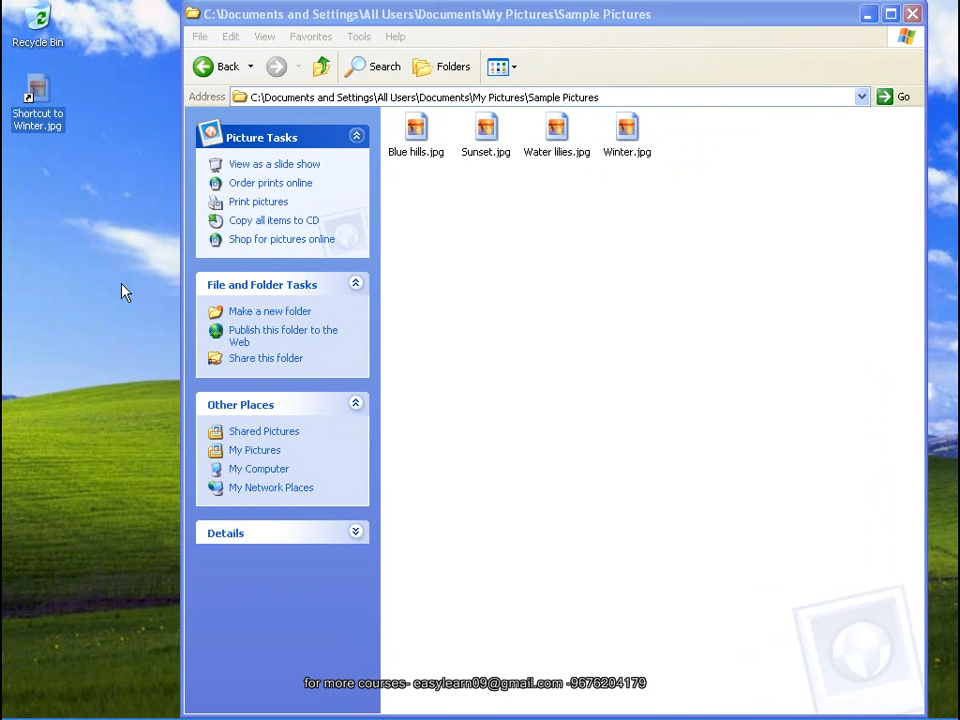 Recycle Bin
Shortcut to
Winter.jpg
C:\Documents and Settings\All Users\Documents\My Pictures\Sample Pictures
File Edit View Favorites Tools Help
Back Search Folders
Address C:\Documents and Settings\All Users\Documents\My Pictures\Sample Pictures Go
Picture Tasks
View as a slide show
Order prints online
Print pictures
Copy all items to CD
Shop for pictures online
File and Folder Tasks
Make a new folder
Publish this folder to the
Web
Share this folder
Other Places
Shared Pictures
My Pictures
My Computer
My Network Places
Details
Blue hills.jpg Sunset.jpg Water lilies.jpg Winter.jpg
for more courses- easylearn09@gmail.com -9676204179